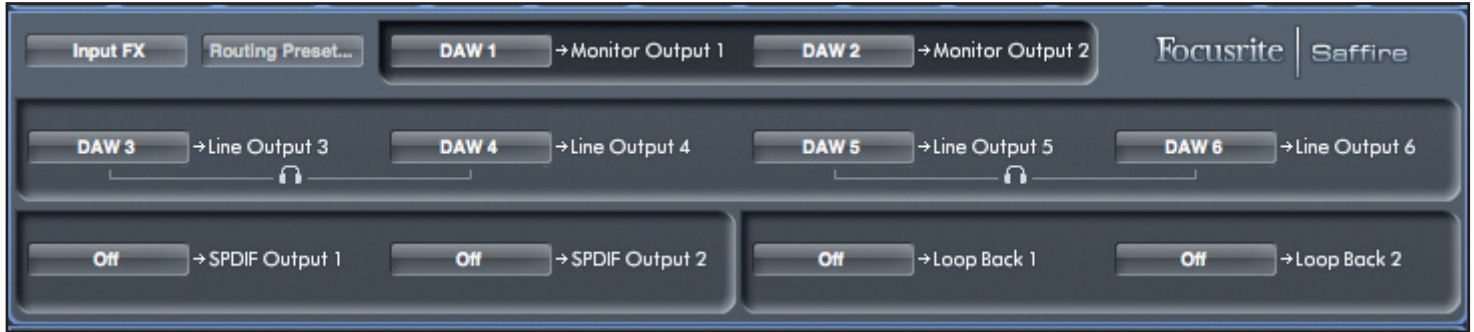 Input FX Routing Preset... DAW 1 →Monitor Output 1 DAW 2 →Monitor Output 2 Focusrite | Saffire
DAW 3 →Line Output 3 DAW 4 →Line Output 4 DAW 5 →Line Output 5 DAW 6 →Line Output 6
Off →SPDIF Output 1 Off →SPDIF Output 2 Off →Loop Back 1 Off →Loop Back 2